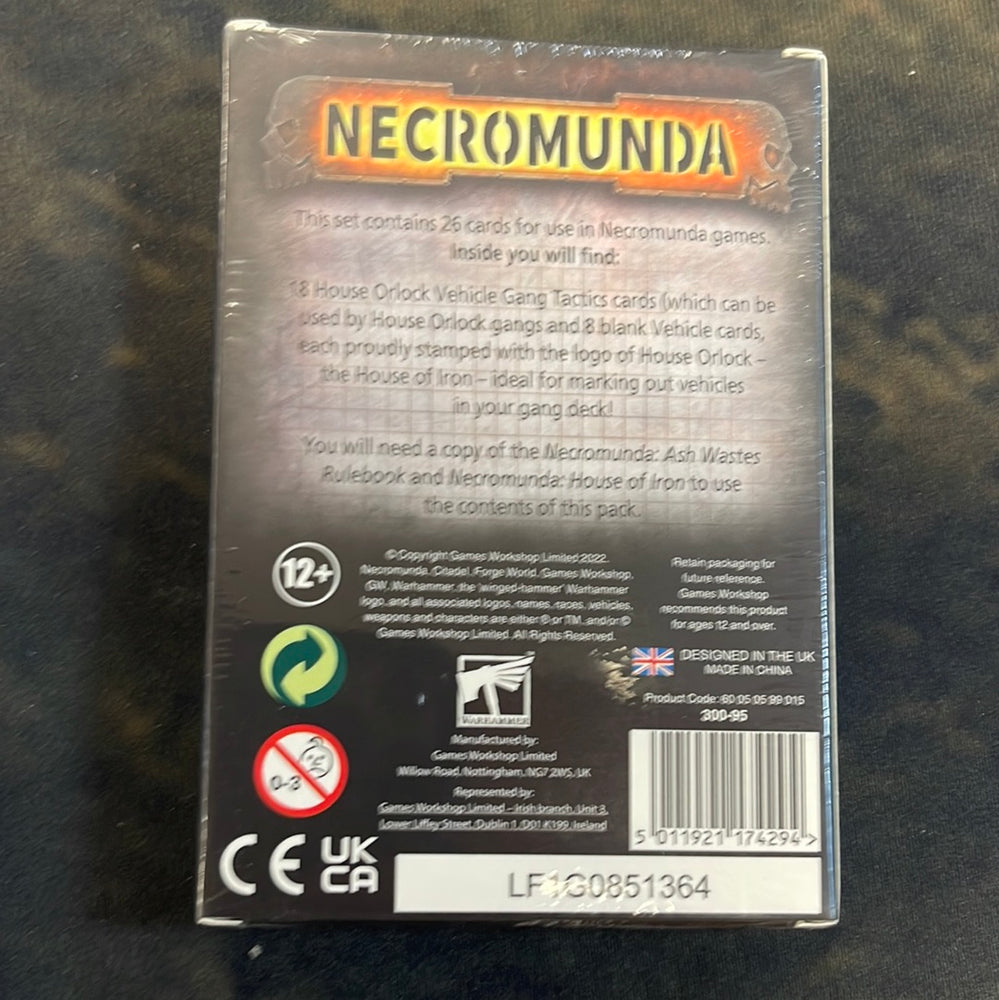 NECROMUNDA
This set contains 26 cards for use in Necromunda games.
Inside you will find:
18 House Orlock Vehicle Gang Tactics cards (which can be
used by House Orlock gangs and 8 blank Vehicle cards,
each proudly stamped with the logo of House Orlock –
the House of Iron – ideal for marking out vehicles
in your gang deck!
You will need a copy of the Necromunda: Ash Wastes
Rulebook and Necromunda: House of Iron to use
the contents of this pack.
12+
© Copyright Games Workshop Limited 2022.
Necromunda, Citadel, Forge World, Games Workshop,
GW, Warhammer, the 'winged-hammer' Warhammer
logo, and all associated logos, names, races, vehicles,
weapons and characters are either ® or TM, and/or ©
Games Workshop Limited. All Rights Reserved.
Retain packaging for
future reference.
Games Workshop
recommends this product
for ages 12 and over.
DESIGNED IN THE UK
MADE IN CHINA
Product Code: 60 05 05 99 015
300-95
WARHAMMER
Manufactured by:
Games Workshop Limited
Willow Road, Nottingham, NG7 2WS, UK
Represented by:
Games Workshop Limited – Irish branch, Unit 3,
Lower Liffey Street, Dublin 1, D01 K199, Ireland
0-3
CE
UK
CA
5 011921 174294 >
G0851364